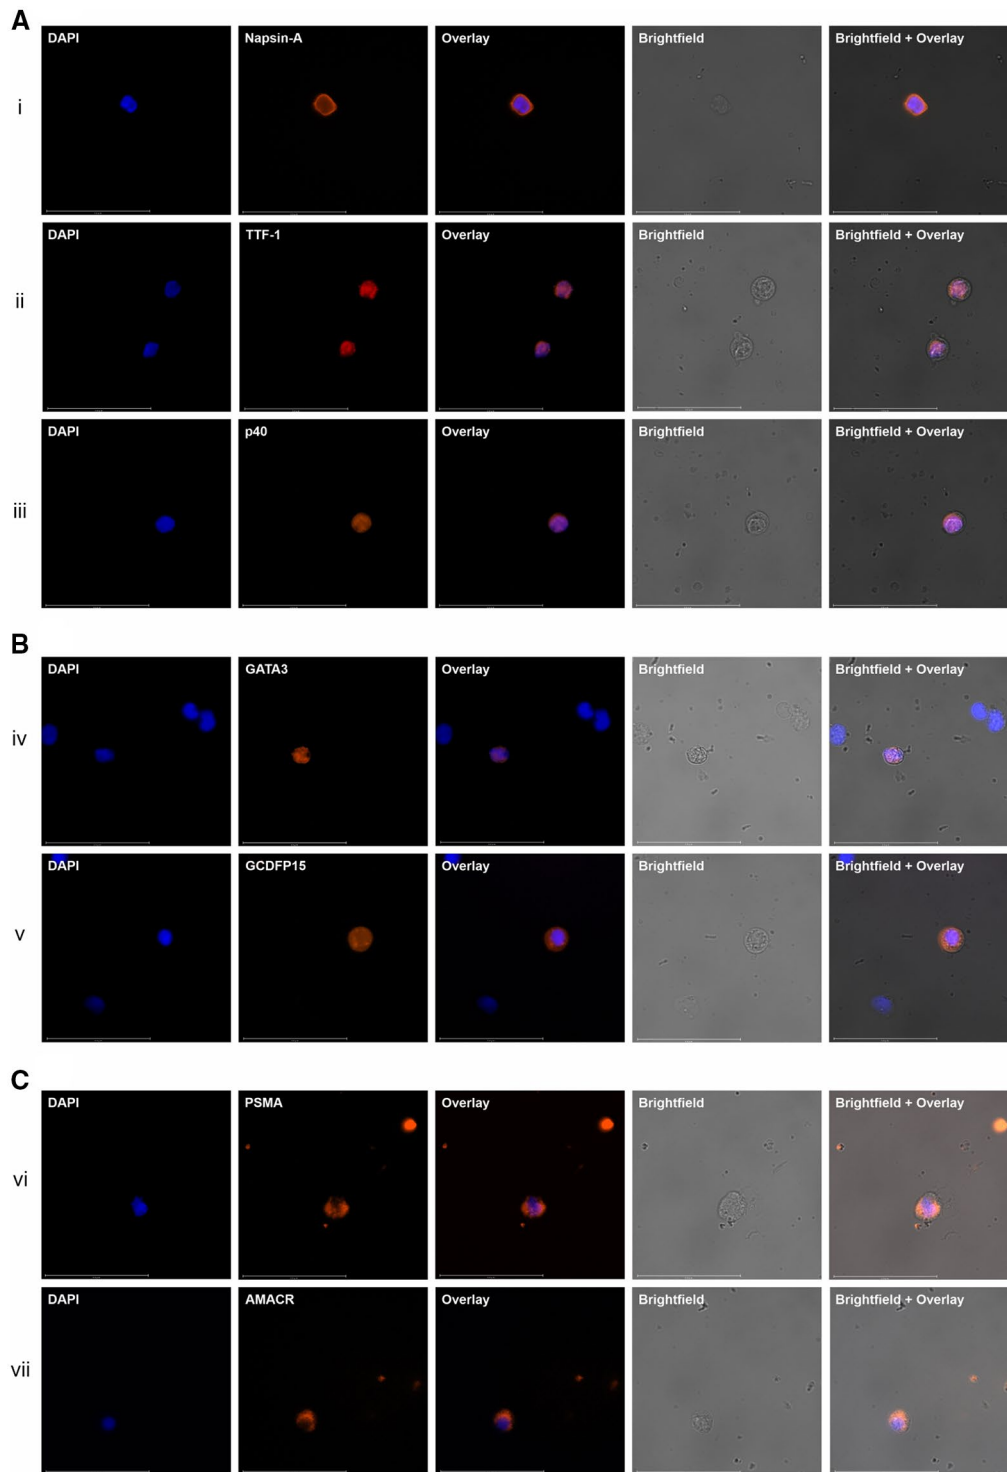 A
DAPI Napsin-A Overlay Brightfield Brightfield + Overlay
i
DAPI TTF-1 Overlay Brightfield Brightfield + Overlay
ii
DAPI p40 Overlay Brightfield Brightfield + Overlay
iii
B
DAPI GATA3 Overlay Brightfield Brightfield + Overlay
iv
DAPI GCDFP15 Overlay Brightfield Brightfield + Overlay
v
C
DAPI PSMA Overlay Brightfield Brightfield + Overlay
vi
DAPI AMACR Overlay Brightfield Brightfield + Overlay
vii